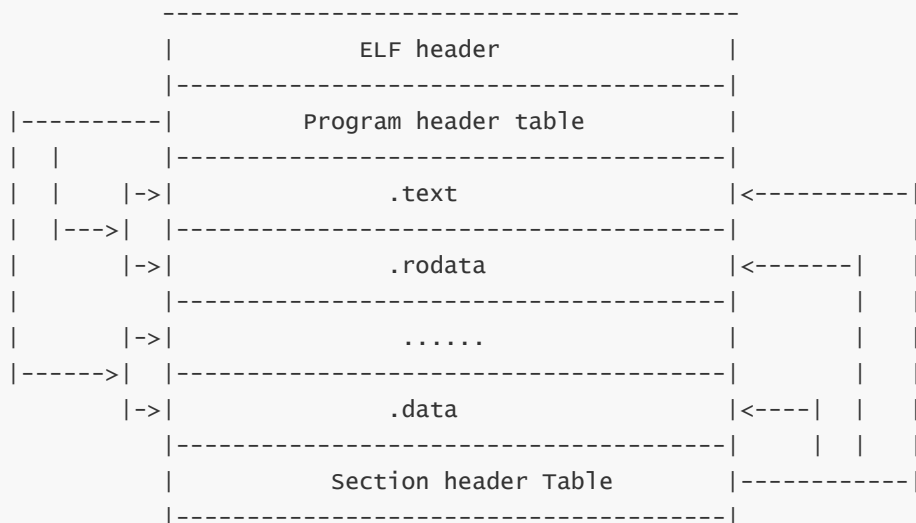 ELF header
Program header table
.text
.rodata
......
.data
Section header Table